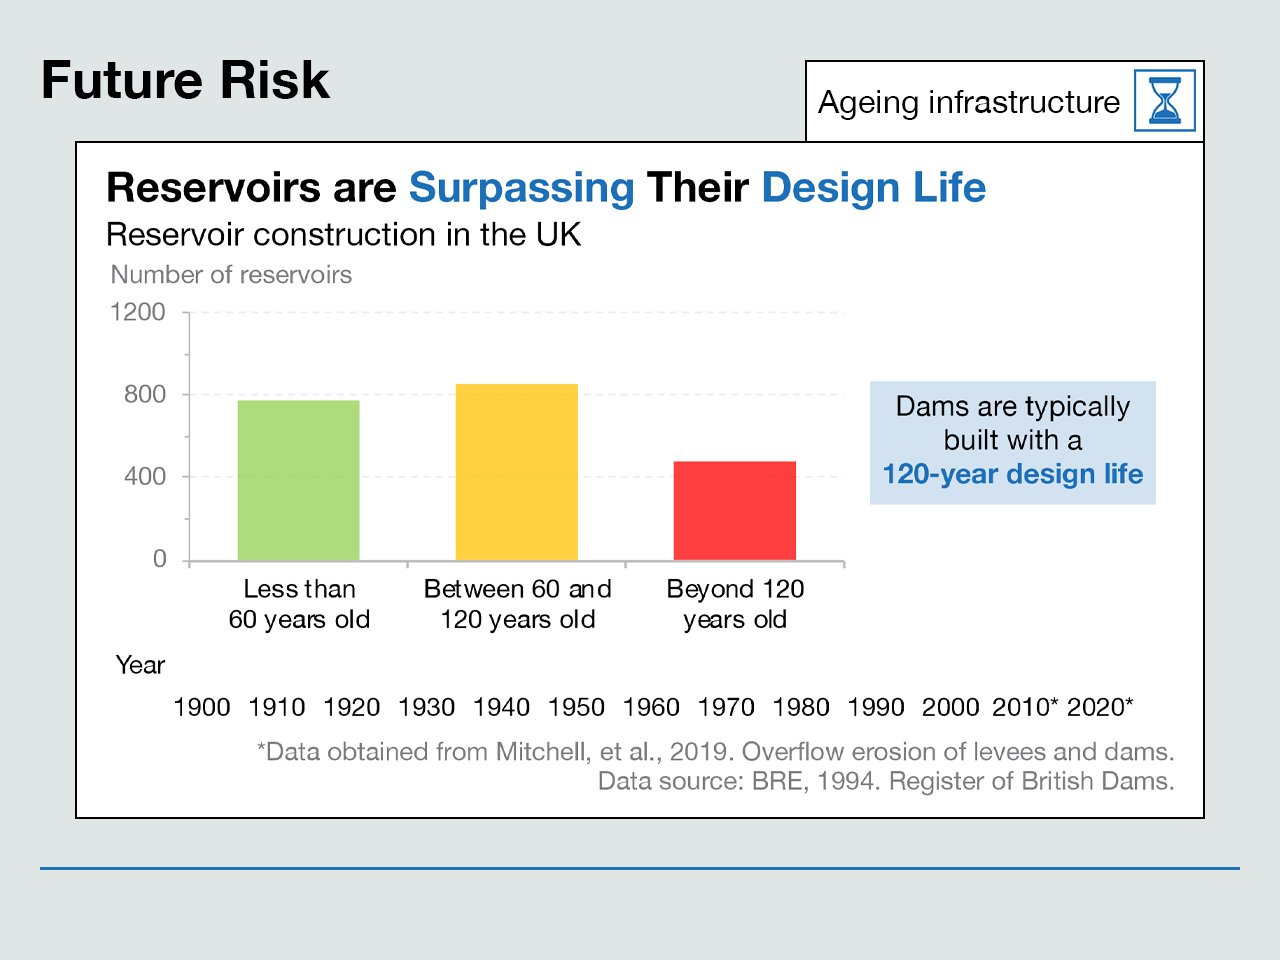 Future Risk
Ageing infrastructure
Reservoirs are Surpassing Their Design Life
Reservoir construction in the UK
Number of reservoirs
1200
800
400
0
Less than
60 years old
Between 60 and
120 years old
Beyond 120
years old
Dams are typically
built with a
120-year design life
Year
1900 1910 1920 1930 1940 1950 1960 1970 1980 1990 2000 2010* 2020*
*Data obtained from Mitchell, et al., 2019. Overflow erosion of levees and dams.
Data source: BRE, 1994. Register of British Dams.